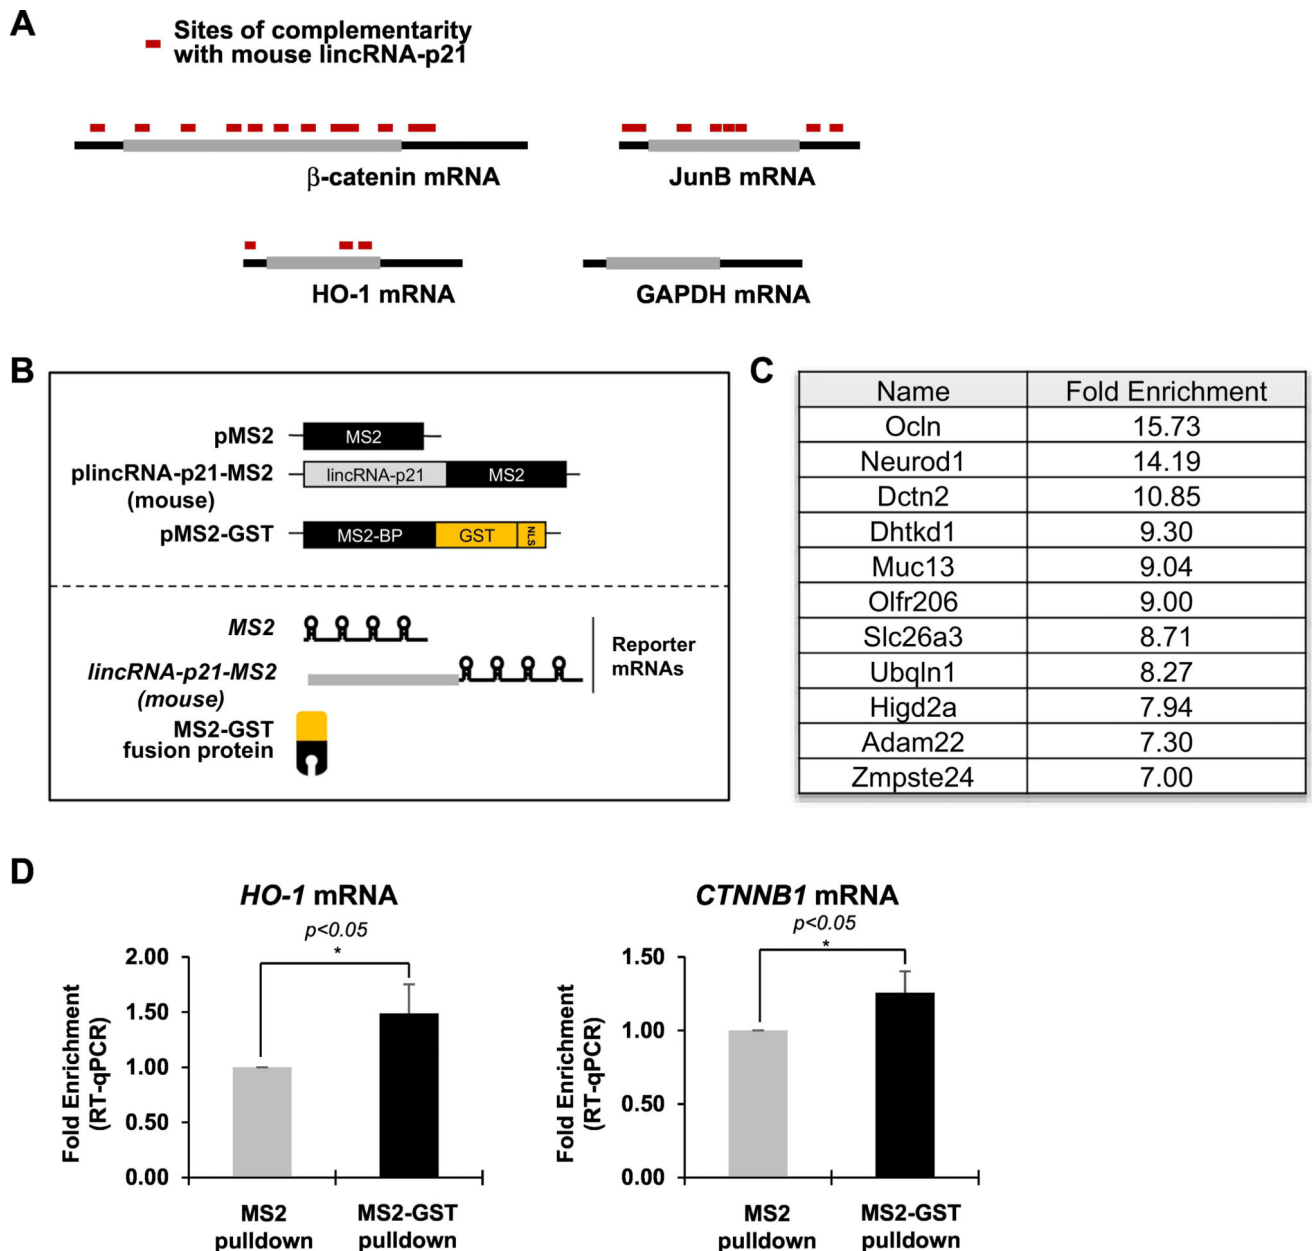 A
Sites of complementarity
with mouse lincRNA-p21
β-catenin mRNA
JunB mRNA
HO-1 mRNA
GAPDH mRNA
B
pMS2
MS2
plincRNA-p21-MS2
(mouse)
lincRNA-p21
MS2
pMS2-GST
MS2-BP
GST
NLS
MS2
lincRNA-p21-MS2
(mouse)
Reporter
mRNAs
MS2-GST
fusion protein
C
Name Fold Enrichment
Ocln 15.73
Neurod1 14.19
Dctn2 10.85
Dhtkd1 9.30
Muc13 9.04
Olfr206 9.00
Slc26a3 8.71
Ubqln1 8.27
Higd2a 7.94
Adam22 7.30
Zmpste24 7.00
D
HO-1 mRNA
p<0.05
*
Fold Enrichment
(RT-qPCR)
2.00
1.50
1.00
0.50
0.00
MS2
pulldown
MS2-GST
pulldown
CTNNB1 mRNA
p<0.05
*
Fold Enrichment
(RT-qPCR)
1.50
1.00
0.50
0.00
MS2
pulldown
MS2-GST
pulldown